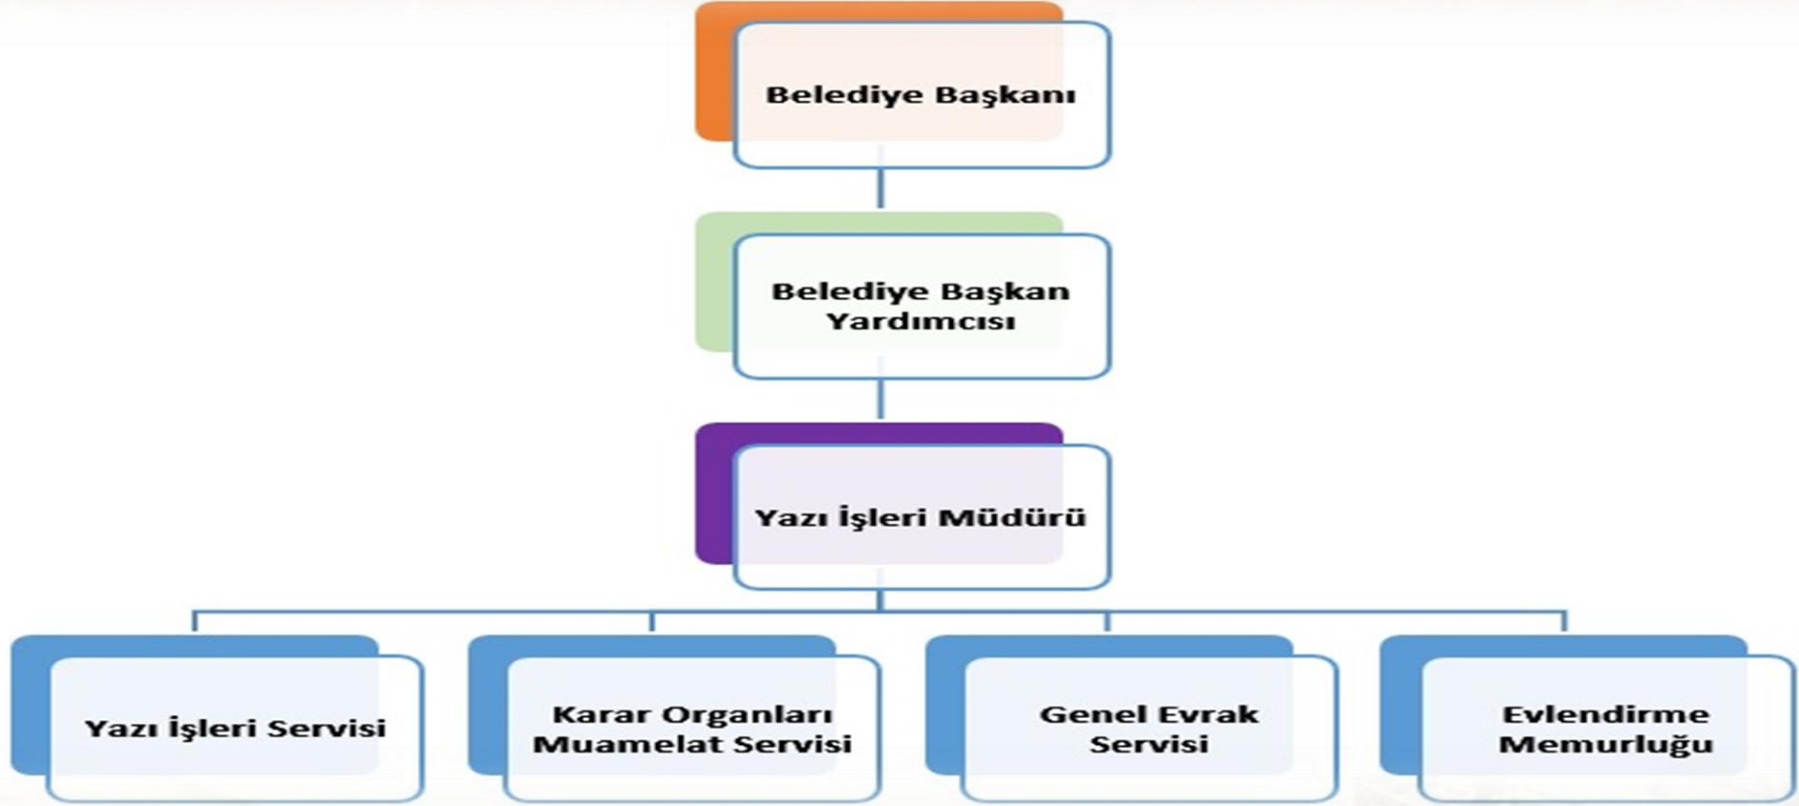 Belediye Başkanı
Belediye Başkan
Yardımcısı
Yazı İşleri Müdürü
Yazı İşleri Servisi
Karar Organları
Muamelat Servisi
Genel Evrak
Servisi
Evlendirme
Memurluğu